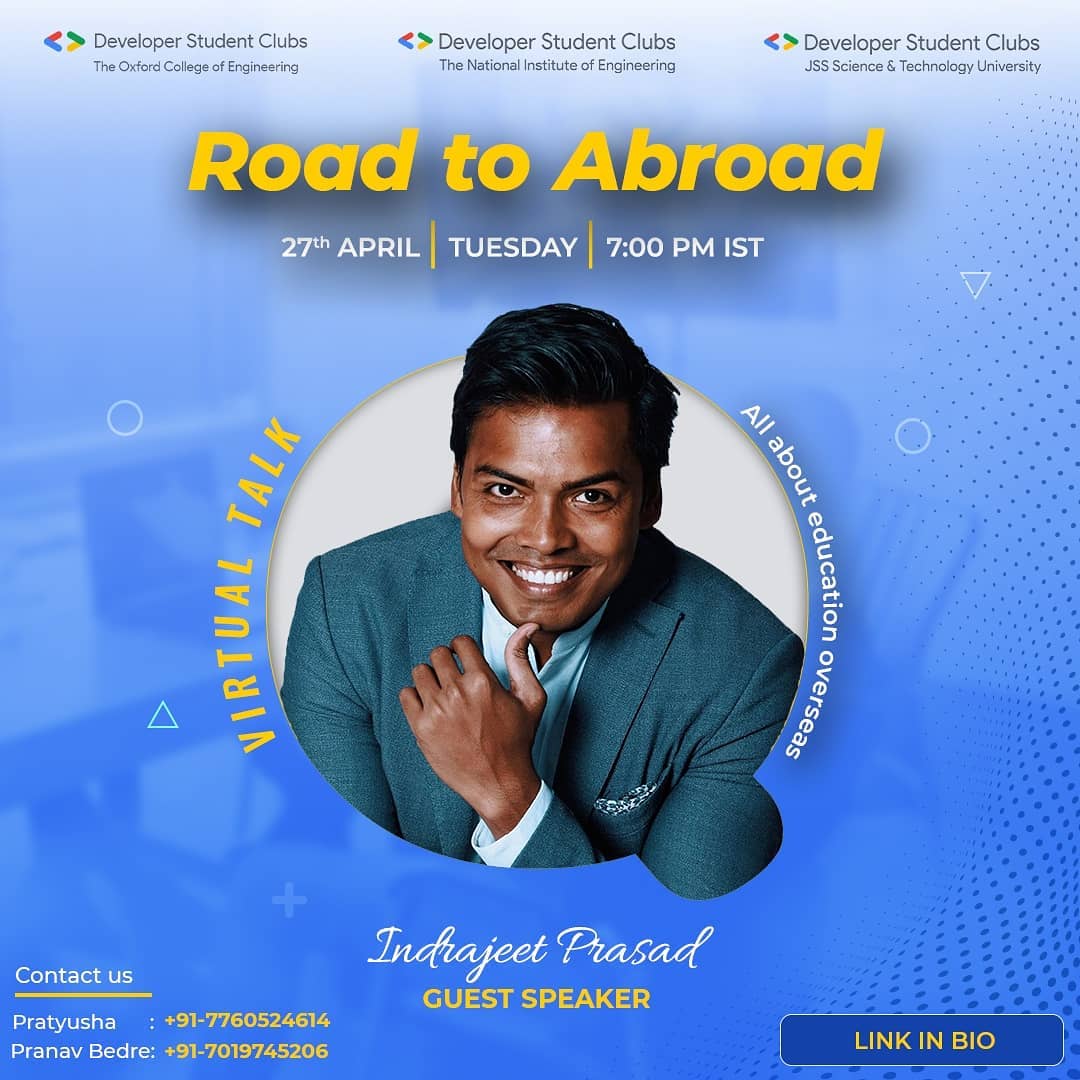 Developer Student Clubs
The Oxford College of Engineering
Developer Student Clubs
The National Institute of Engineering
Developer Student Clubs
JSS Science & Technology University
Road to Abroad
27th APRIL | TUESDAY | 7:00 PM IST
VIRTUAL TALK
All about education overseas
Indrajeet Prasad
GUEST SPEAKER
Contact us
Pratyusha : +91-7760524614
Pranav Bedre: +91-7019745206
LINK IN BIO